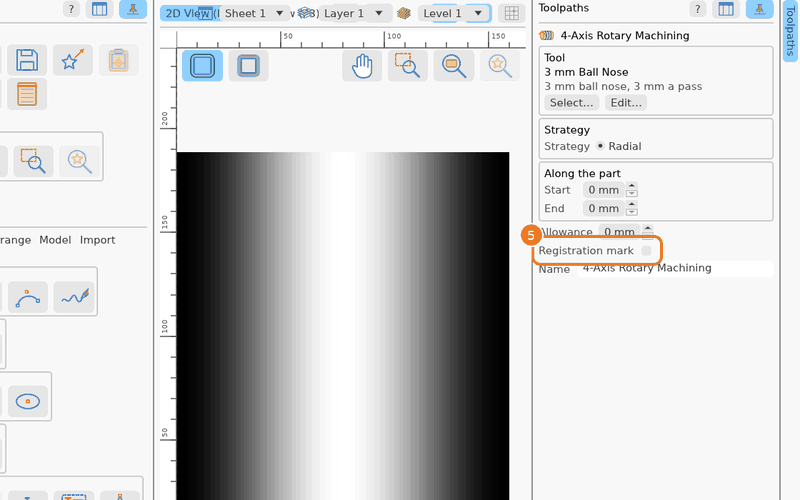 ?
2D View
Sheet 1
Layer 1
Level 1
Toolpaths
?
Toolpaths
50
100
150
200
150
100
50
range Model Import
4-Axis Rotary Machining
Tool
3 mm Ball Nose
3 mm ball nose, 3 mm a pass
Select... Edit...
Strategy
Strategy Radial
Along the part
Start 0 mm
End 0 mm
Allowance 0 mm
5
Registration mark
Name 4-Axis Rotary Machining